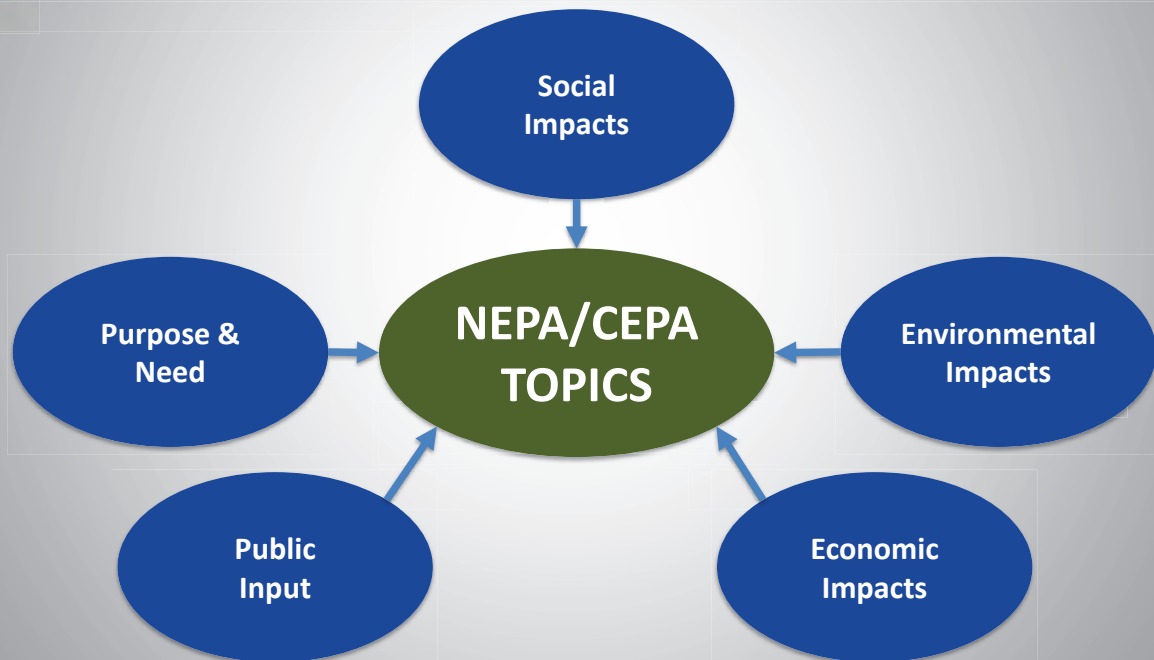 Social
Impacts
Purpose &
Need
NEPA/CEPA
TOPICS
Environmental
Impacts
Public
Input
Economic
Impacts